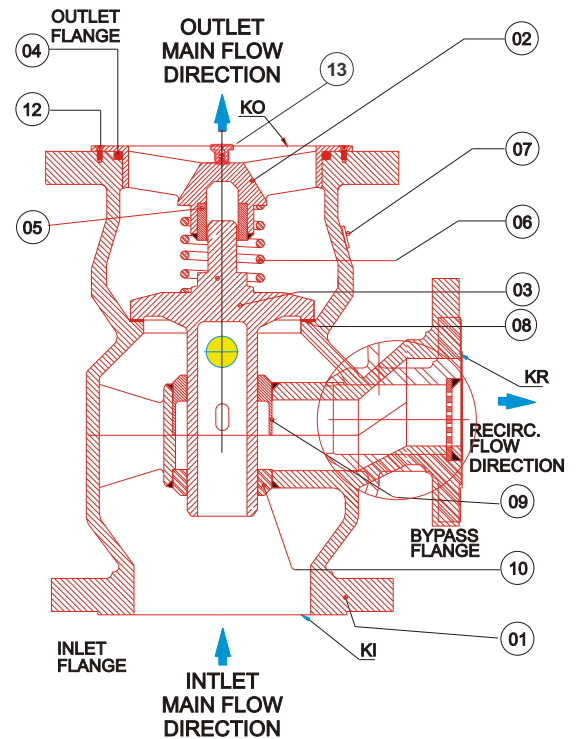 OUTLET
FLANGE
OUTLET
MAIN FLOW
DIRECTION
02
04
13
12
KO
07
05
06
03
08
KR
RECIRC.
FLOW
DIRECTION
09
BYPASS
FLANGE
10
01
INLET
FLANGE
KI
INTLET
MAIN FLOW
DIRECTION